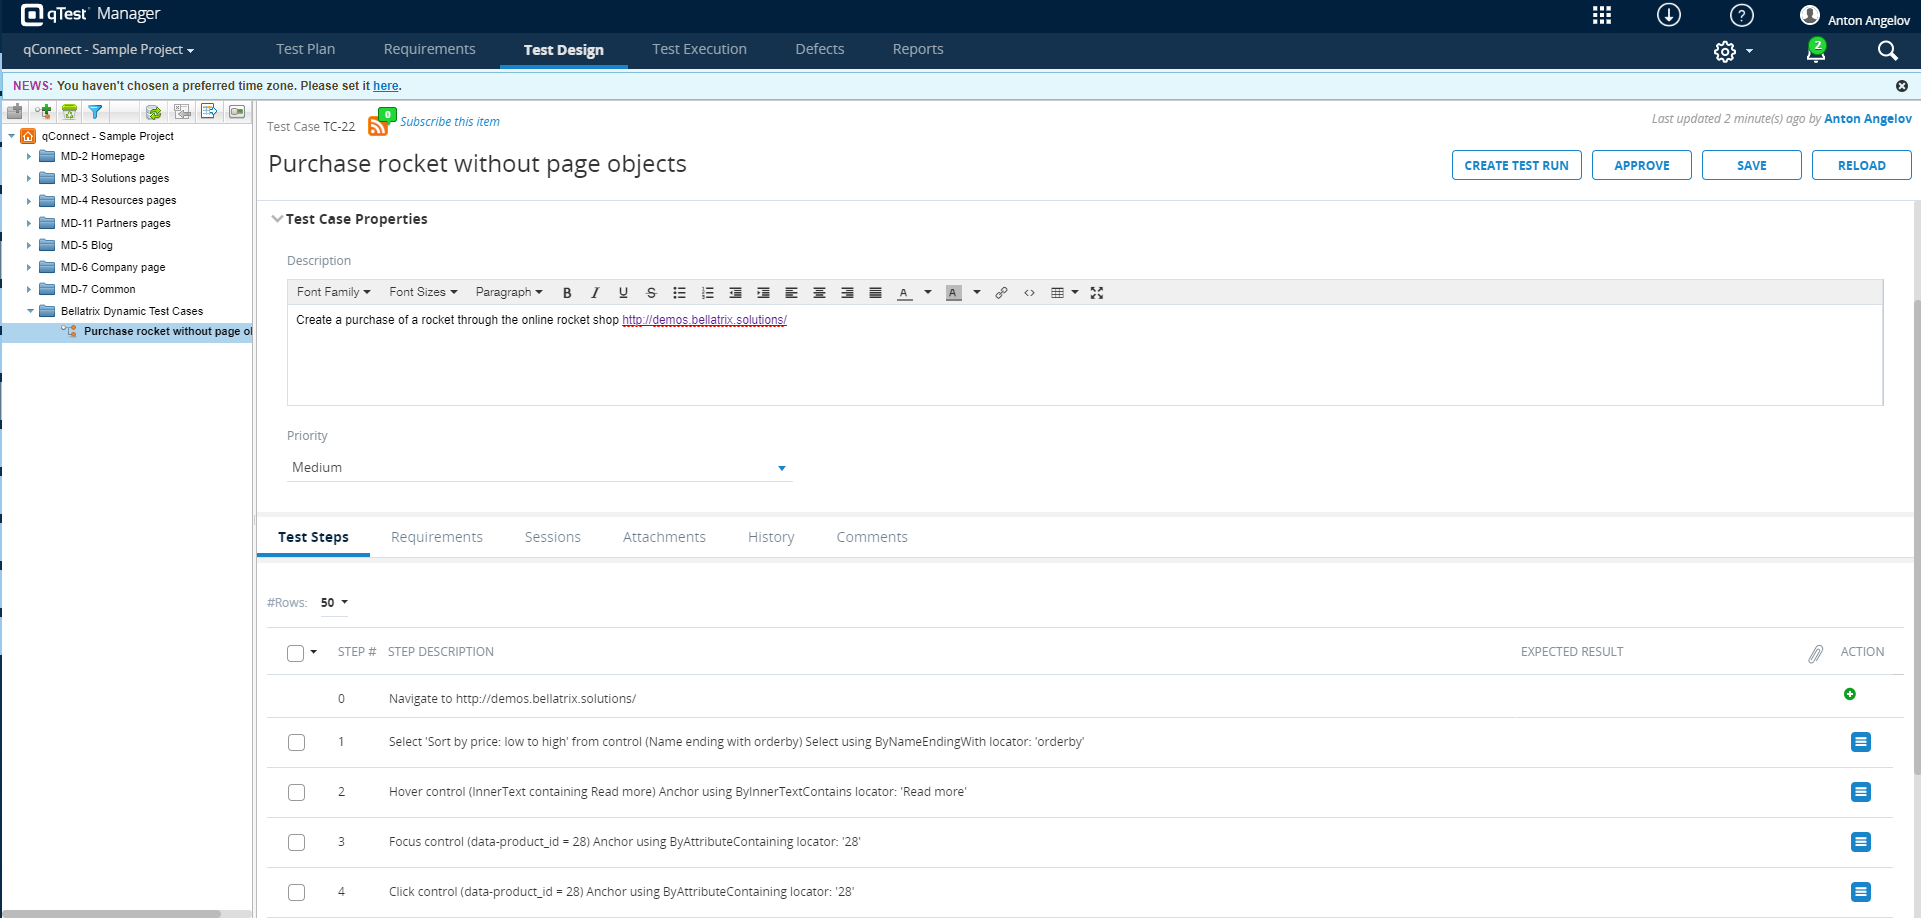 qTest Manager
Anton Angelov
qConnect - Sample Project
Test Plan
Requirements
Test Design
Test Execution
Defects
Reports
2
NEWS: You haven't chosen a preferred time zone. Please set it here.
qConnect - Sample Project
MD-2 Homepage
MD-3 Solutions pages
MD-4 Resources pages
MD-11 Partners pages
MD-5 Blog
MD-6 Company page
MD-7 Common
Bellatrix Dynamic Test Cases
Purchase rocket without page ol
Test Case TC-22
0
Subscribe this item
Last updated 2 minute(s) ago by Anton Angelov
Purchase rocket without page objects
CREATE TEST RUN
APPROVE
SAVE
RELOAD
Test Case Properties
Description
Font Family
Font Sizes
Paragraph
B I U S A A
Create a purchase of a rocket through the online rocket shop http://demos.bellatrix.solutions/
Priority
Medium
Test Steps
Requirements
Sessions
Attachments
History
Comments
#Rows: 50
STEP # STEP DESCRIPTION EXPECTED RESULT ACTION
0 Navigate to http://demos.bellatrix.solutions/
1 Select 'Sort by price: low to high' from control (Name ending with orderby) Select using ByNameEndingWith locator: 'orderby'
2 Hover control (InnerText containing Read more) Anchor using ByInnerTextContains locator: 'Read more'
3 Focus control (data-product_id = 28) Anchor using ByAttributeContaining locator: '28'
4 Click control (data-product_id = 28) Anchor using ByAttributeContaining locator: '28'